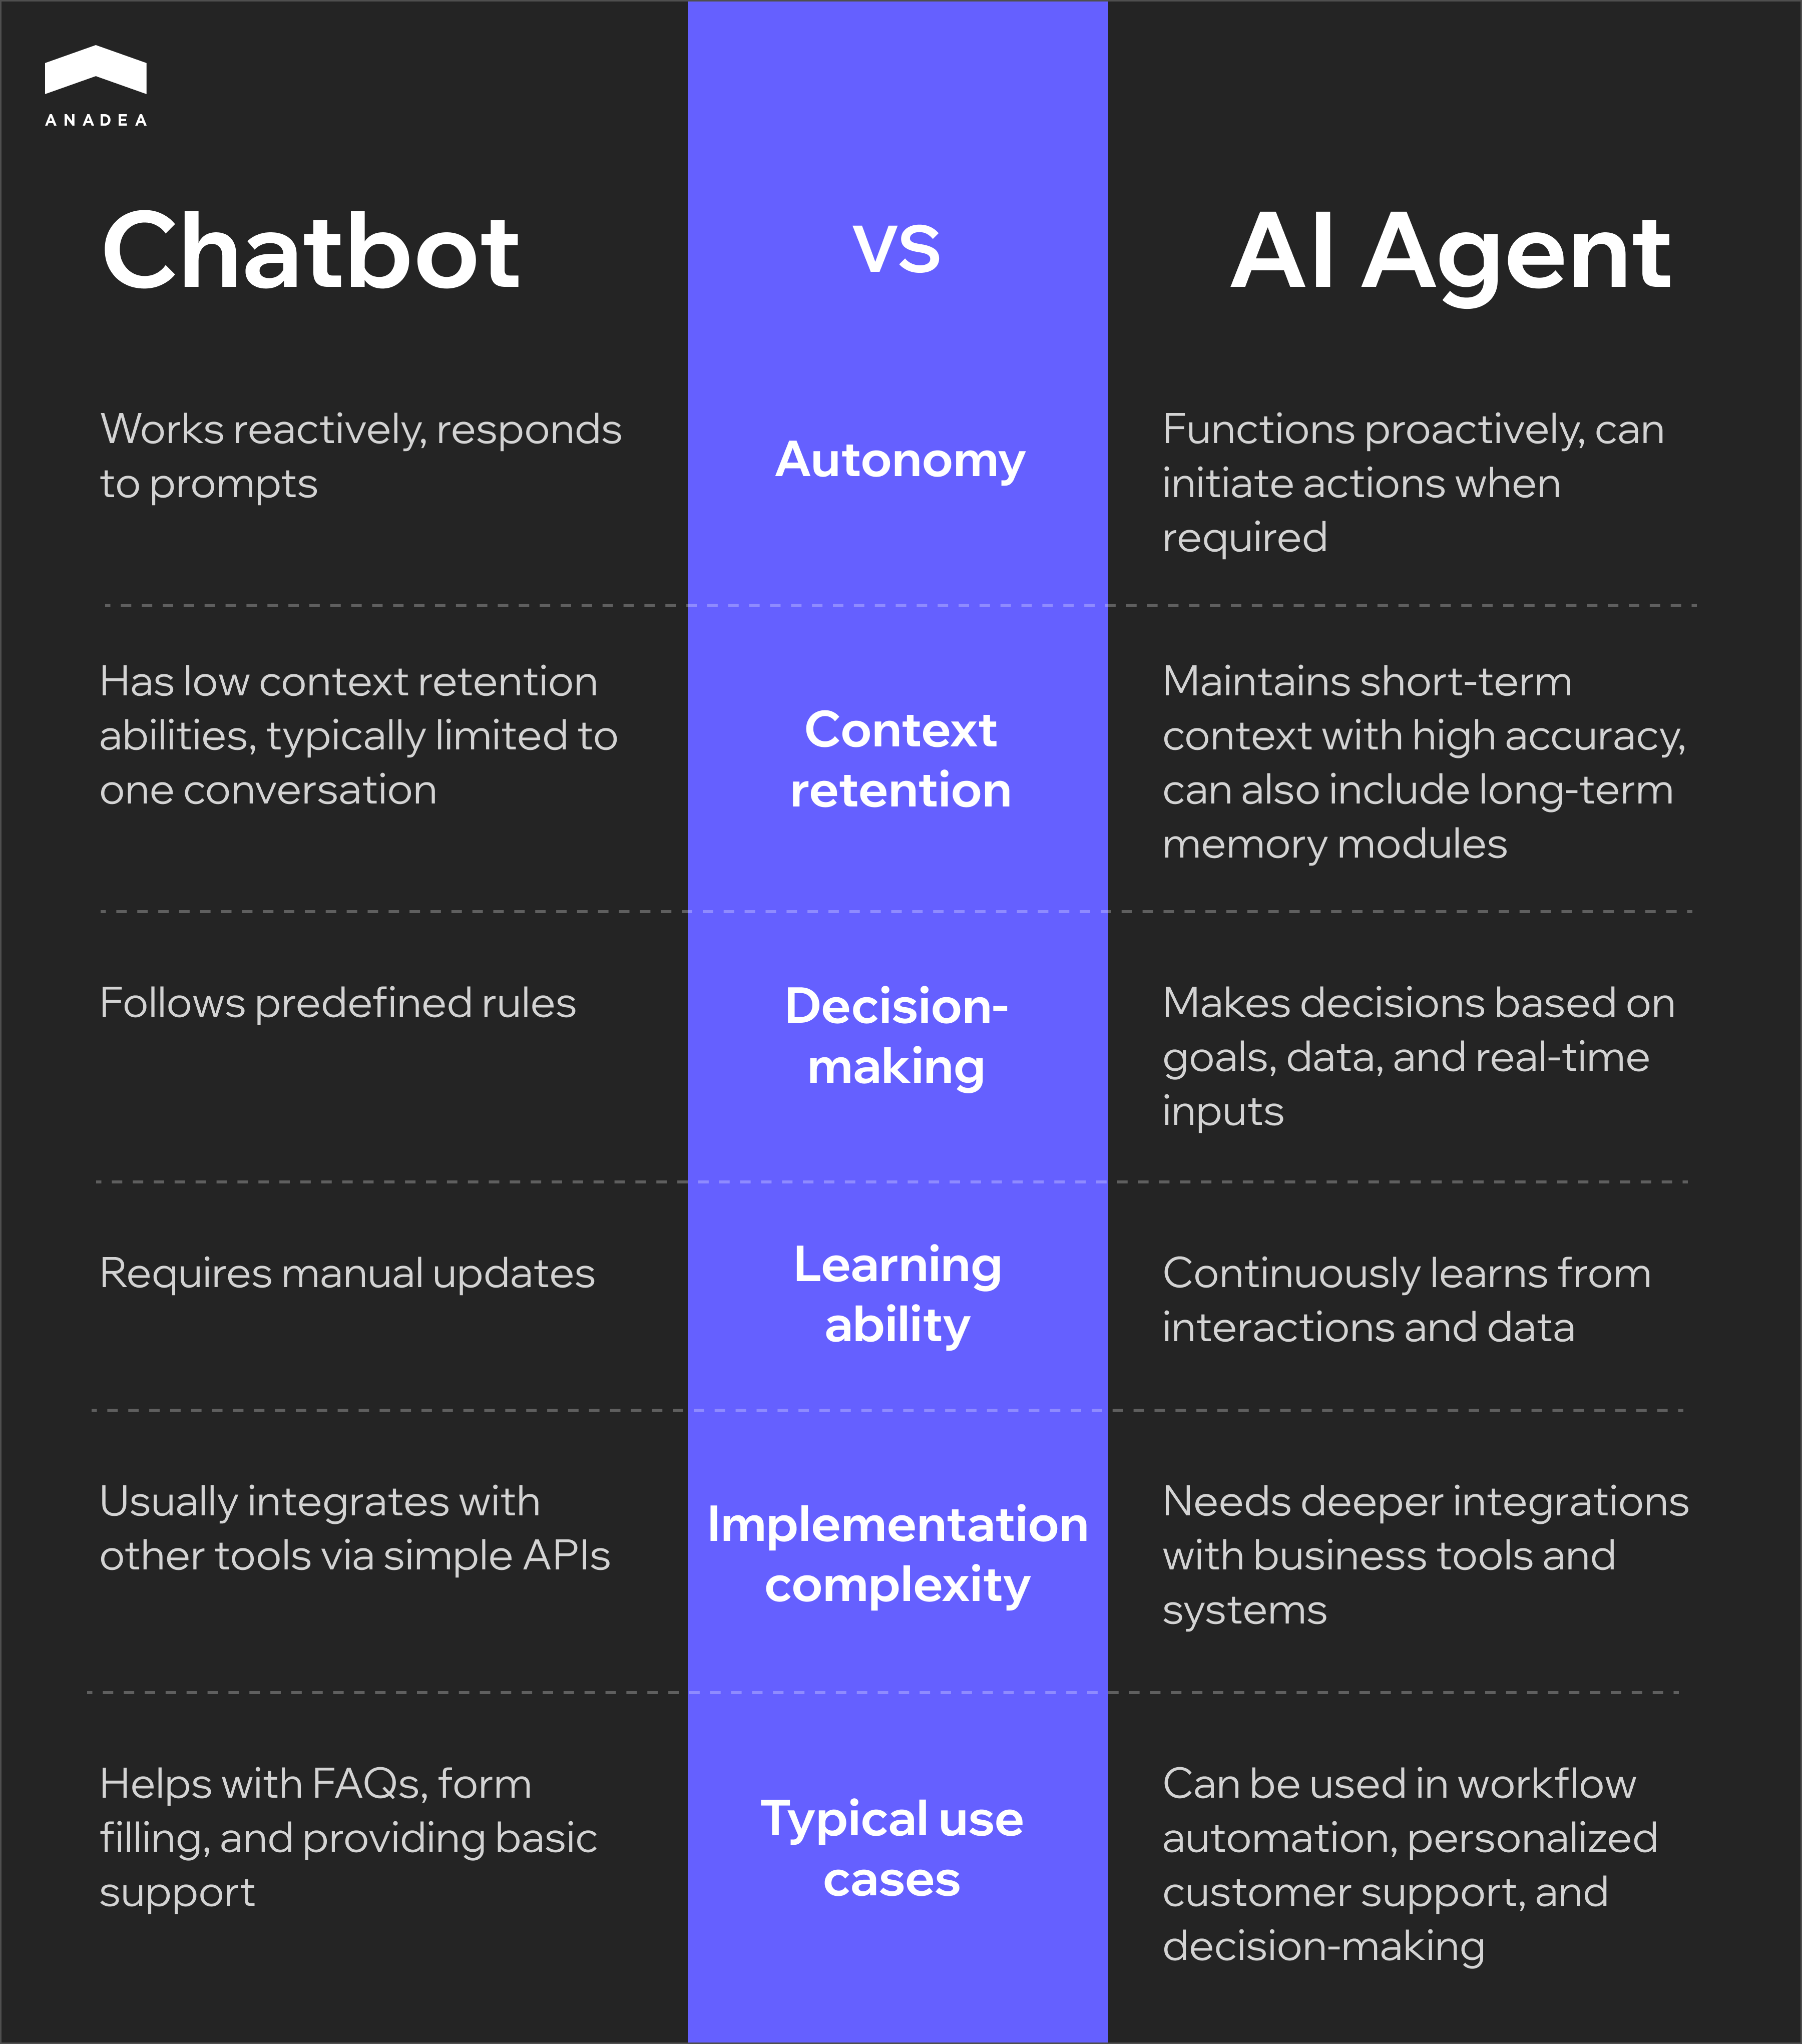 ANADEA
Chatbot
VS
AI Agent
Works reactively, responds
to prompts
Autonomy
Functions proactively, can
initiate actions when
required
Has low context retention
abilities, typically limited to
one conversation
Context
retention
Maintains short-term
context with high accuracy,
can also include long-term
memory modules
Follows predefined rules
Decision-
making
Makes decisions based on
goals, data, and real-time
inputs
Requires manual updates
Learning
ability
Continuously learns from
interactions and data
Usually integrates with
other tools via simple APIs
Implementation
complexity
Needs deeper integrations
with business tools and
systems
Helps with FAQs, form
filling, and providing basic
support
Typical use
cases
Can be used in workflow
automation, personalized
customer support, and
decision-making